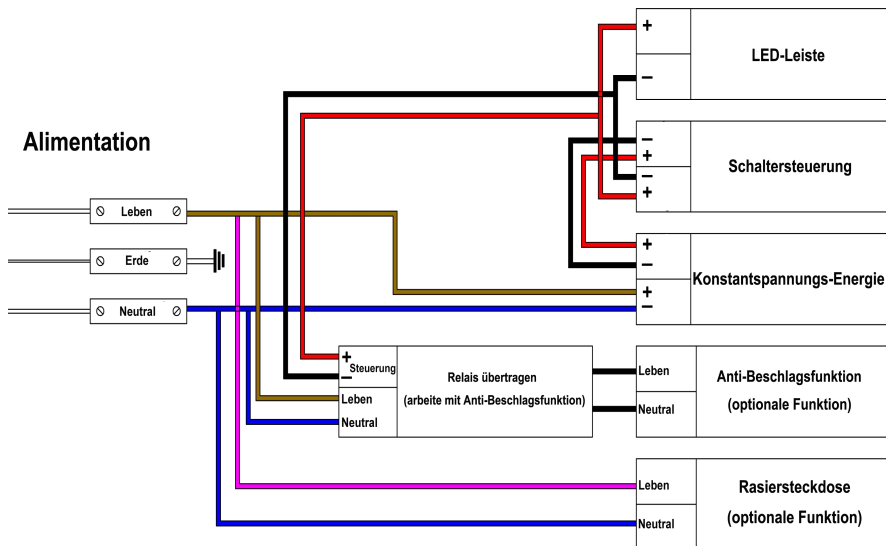 Alimentation
Leben
Erde
Neutral
+
−
LED-Leiste
−
+
−
+
Schaltersteuerung
+
−
+
−
Konstantspannungs-Energie
+
−
Steuerung
Leben
Neutral
Relais übertragen
(arbeite mit Anti-Beschlagsfunktion)
Leben
Neutral
Anti-Beschlagsfunktion
(optionale Funktion)
Leben
Neutral
Rasiersteckdose
(optionale Funktion)